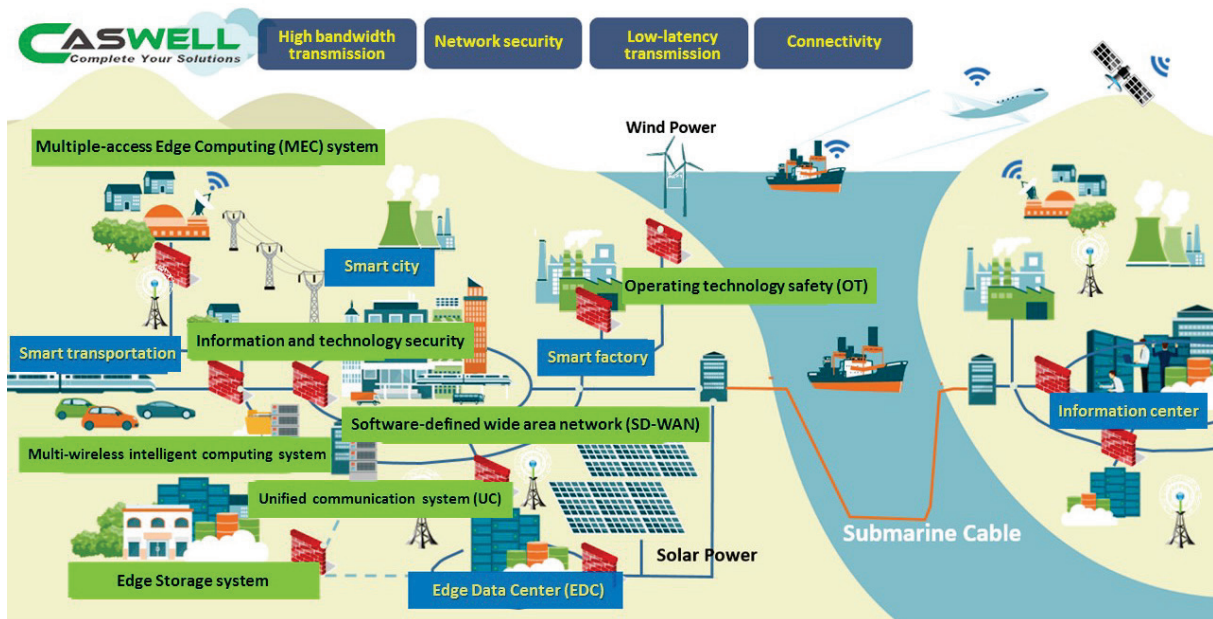 CASWELL
Complete Your Solutions
High bandwidth
transmission
Network security
Low-latency
transmission
Connectivity
Wind Power
Multiple-access Edge Computing (MEC) system
Smart city
Operating technology safety (OT)
Information and technology security
Smart transportation
Smart factory
Software-defined wide area network (SD-WAN)
Information center
Multi-wireless intelligent computing system
Unified communication system (UC)
Submarine Cable
Solar Power
Edge Storage system
Edge Data Center (EDC)